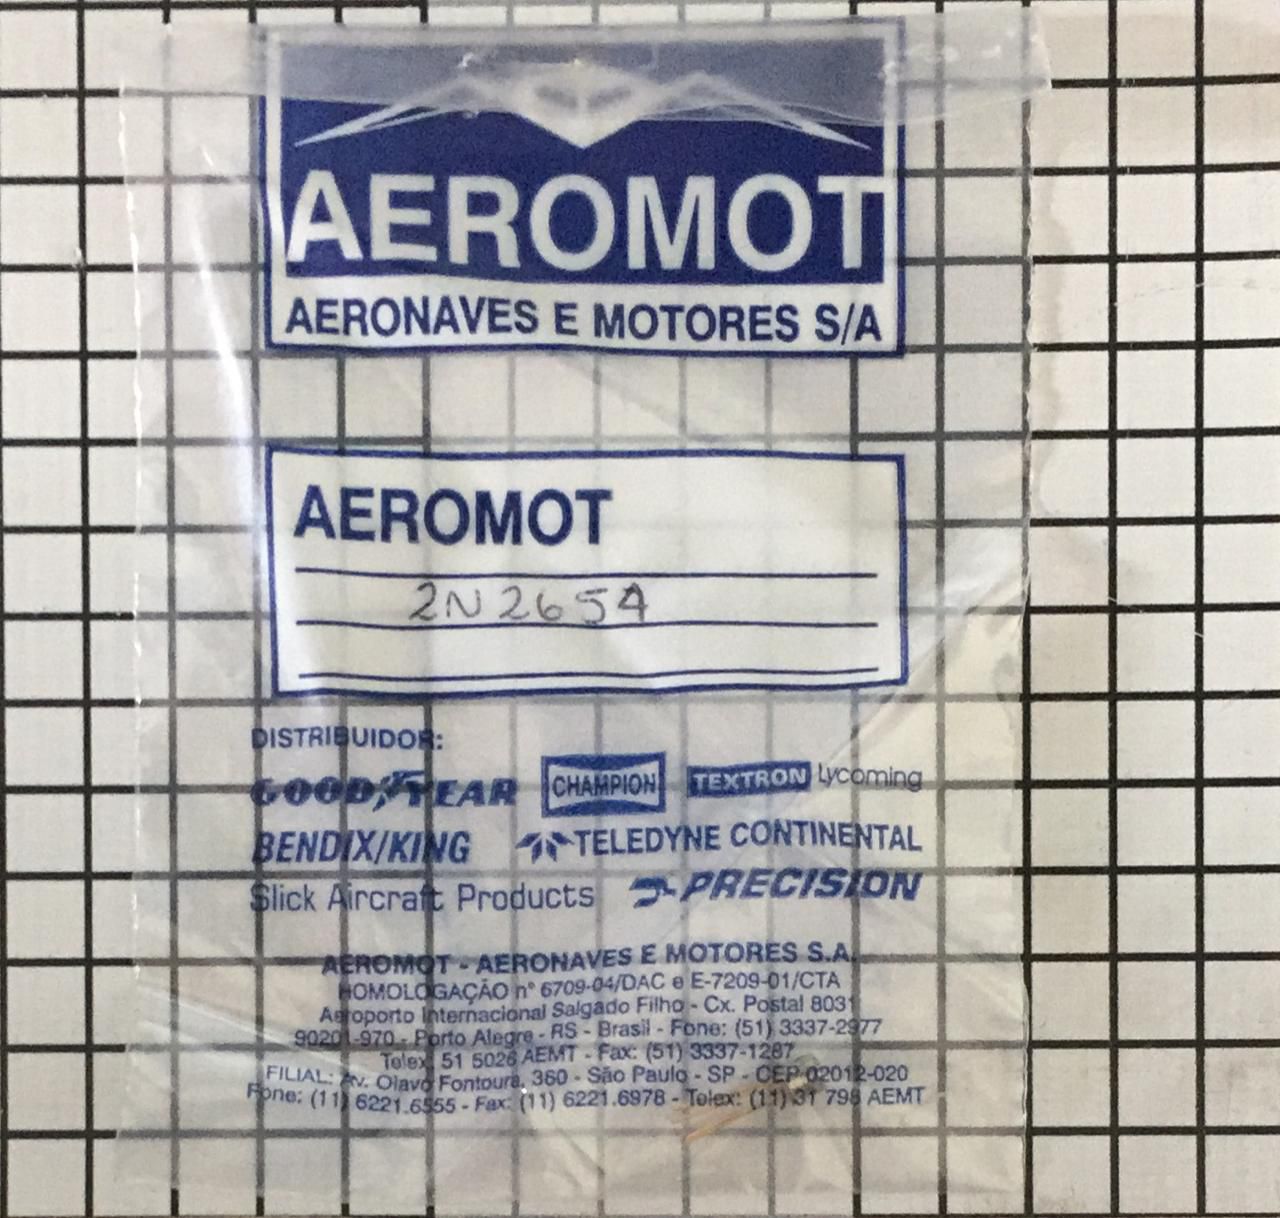 AEROMOT
AERONAVES E MOTORES S/A
AEROMOT
2N2654
DISTRIBUIDOR:
GOODYEAR CHAMPION TEXTRON Lycoming
BENDIX/KING TELEDYNE CONTINENTAL
Slick Aircraft Products PRECISION
AEROMOT - AERONAVES E MOTORES S.A.
HOMOLOGAÇÃO nº 6709-04/DAC e E-7209-01/CTA
Aeroporto Internacional Salgado Filho - Cx. Postal 8031
90201-970 - Porto Alegre - RS - Brasil - Fone: (51) 3337-2977
Telex: 51 5026 AEMT - Fax: (51) 3337-1287
FILIAL: Av. Olavo Fontoura, 360 - São Paulo - SP - CEP 02012-020
Fone: (11) 6221.6555 - Fax: (11) 6221.6978 - Telex: (11) 31 798 AEMT